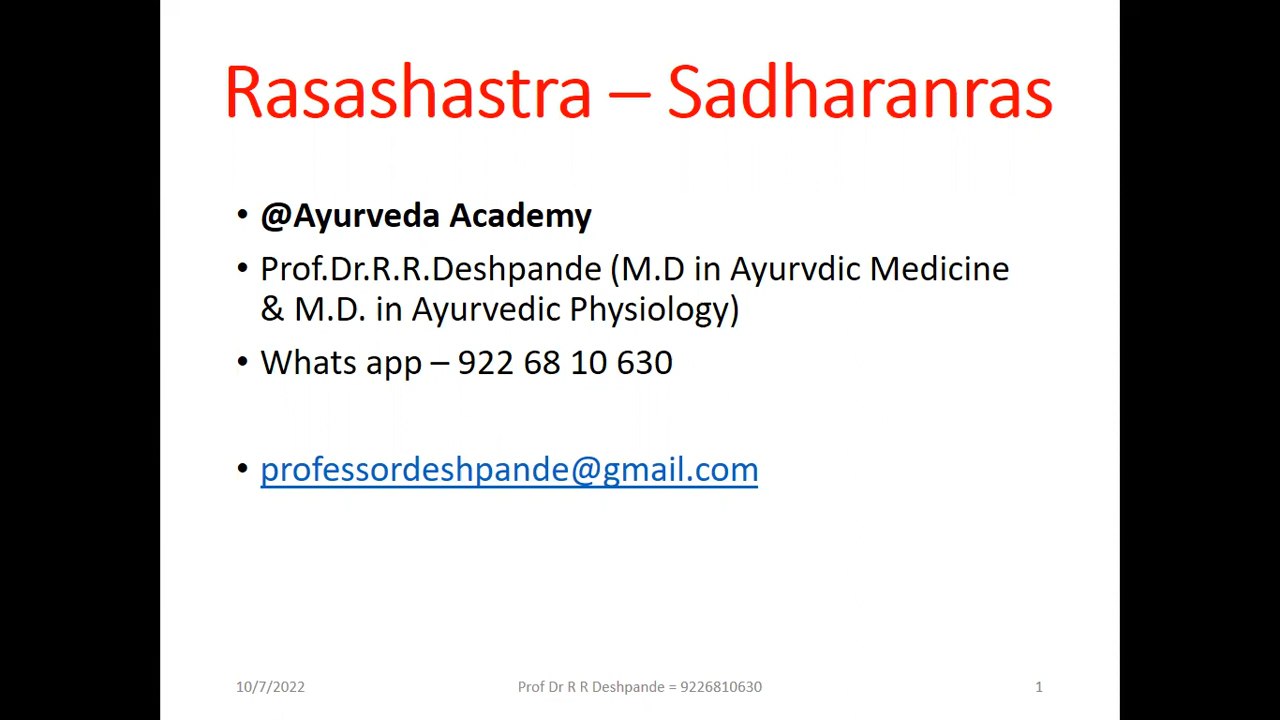 Rasashastra – Sadharanras
• @Ayurveda Academy
• Prof.Dr.R.R.Deshpande (M.D in Ayurvdic Medicine
& M.D. in Ayurvedic Physiology)
• Whats app – 922 68 10 630
• professordeshpande@gmail.com
10/7/2022
Prof Dr R R Deshpande = 9226810630
1